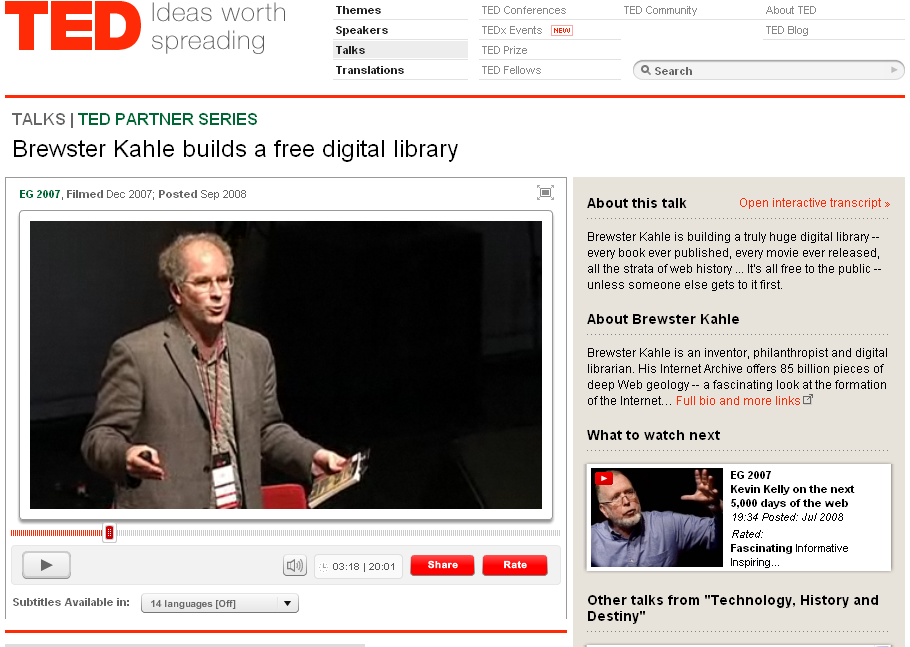 TED Ideas worth
spreading
Themes
Speakers
Talks
Translations
TED Conferences
TEDx Events NEW
TED Prize
TED Fellows
TED Community
About TED
TED Blog
Search
TALKS | TED PARTNER SERIES
Brewster Kahle builds a free digital library
EG 2007, Filmed Dec 2007; Posted Sep 2008
03:18 | 20:01
Share
Rate
Subtitles Available in:
14 languages [Off]
About this talk
Open interactive transcript »
Brewster Kahle is building a truly huge digital library --
every book ever published, every movie ever released,
all the strata of web history ... It's all free to the public --
unless someone else gets to it first.
About Brewster Kahle
Brewster Kahle is an inventor, philanthropist and digital
librarian. His Internet Archive offers 85 billion pieces of
deep Web geology -- a fascinating look at the formation
of the Internet… Full bio and more links
What to watch next
EG 2007
Kevin Kelly on the next
5,000 days of the web
19:34 Posted: Jul 2008
Rated:
Fascinating Informative
Inspiring...
Other talks from "Technology, History and
Destiny"